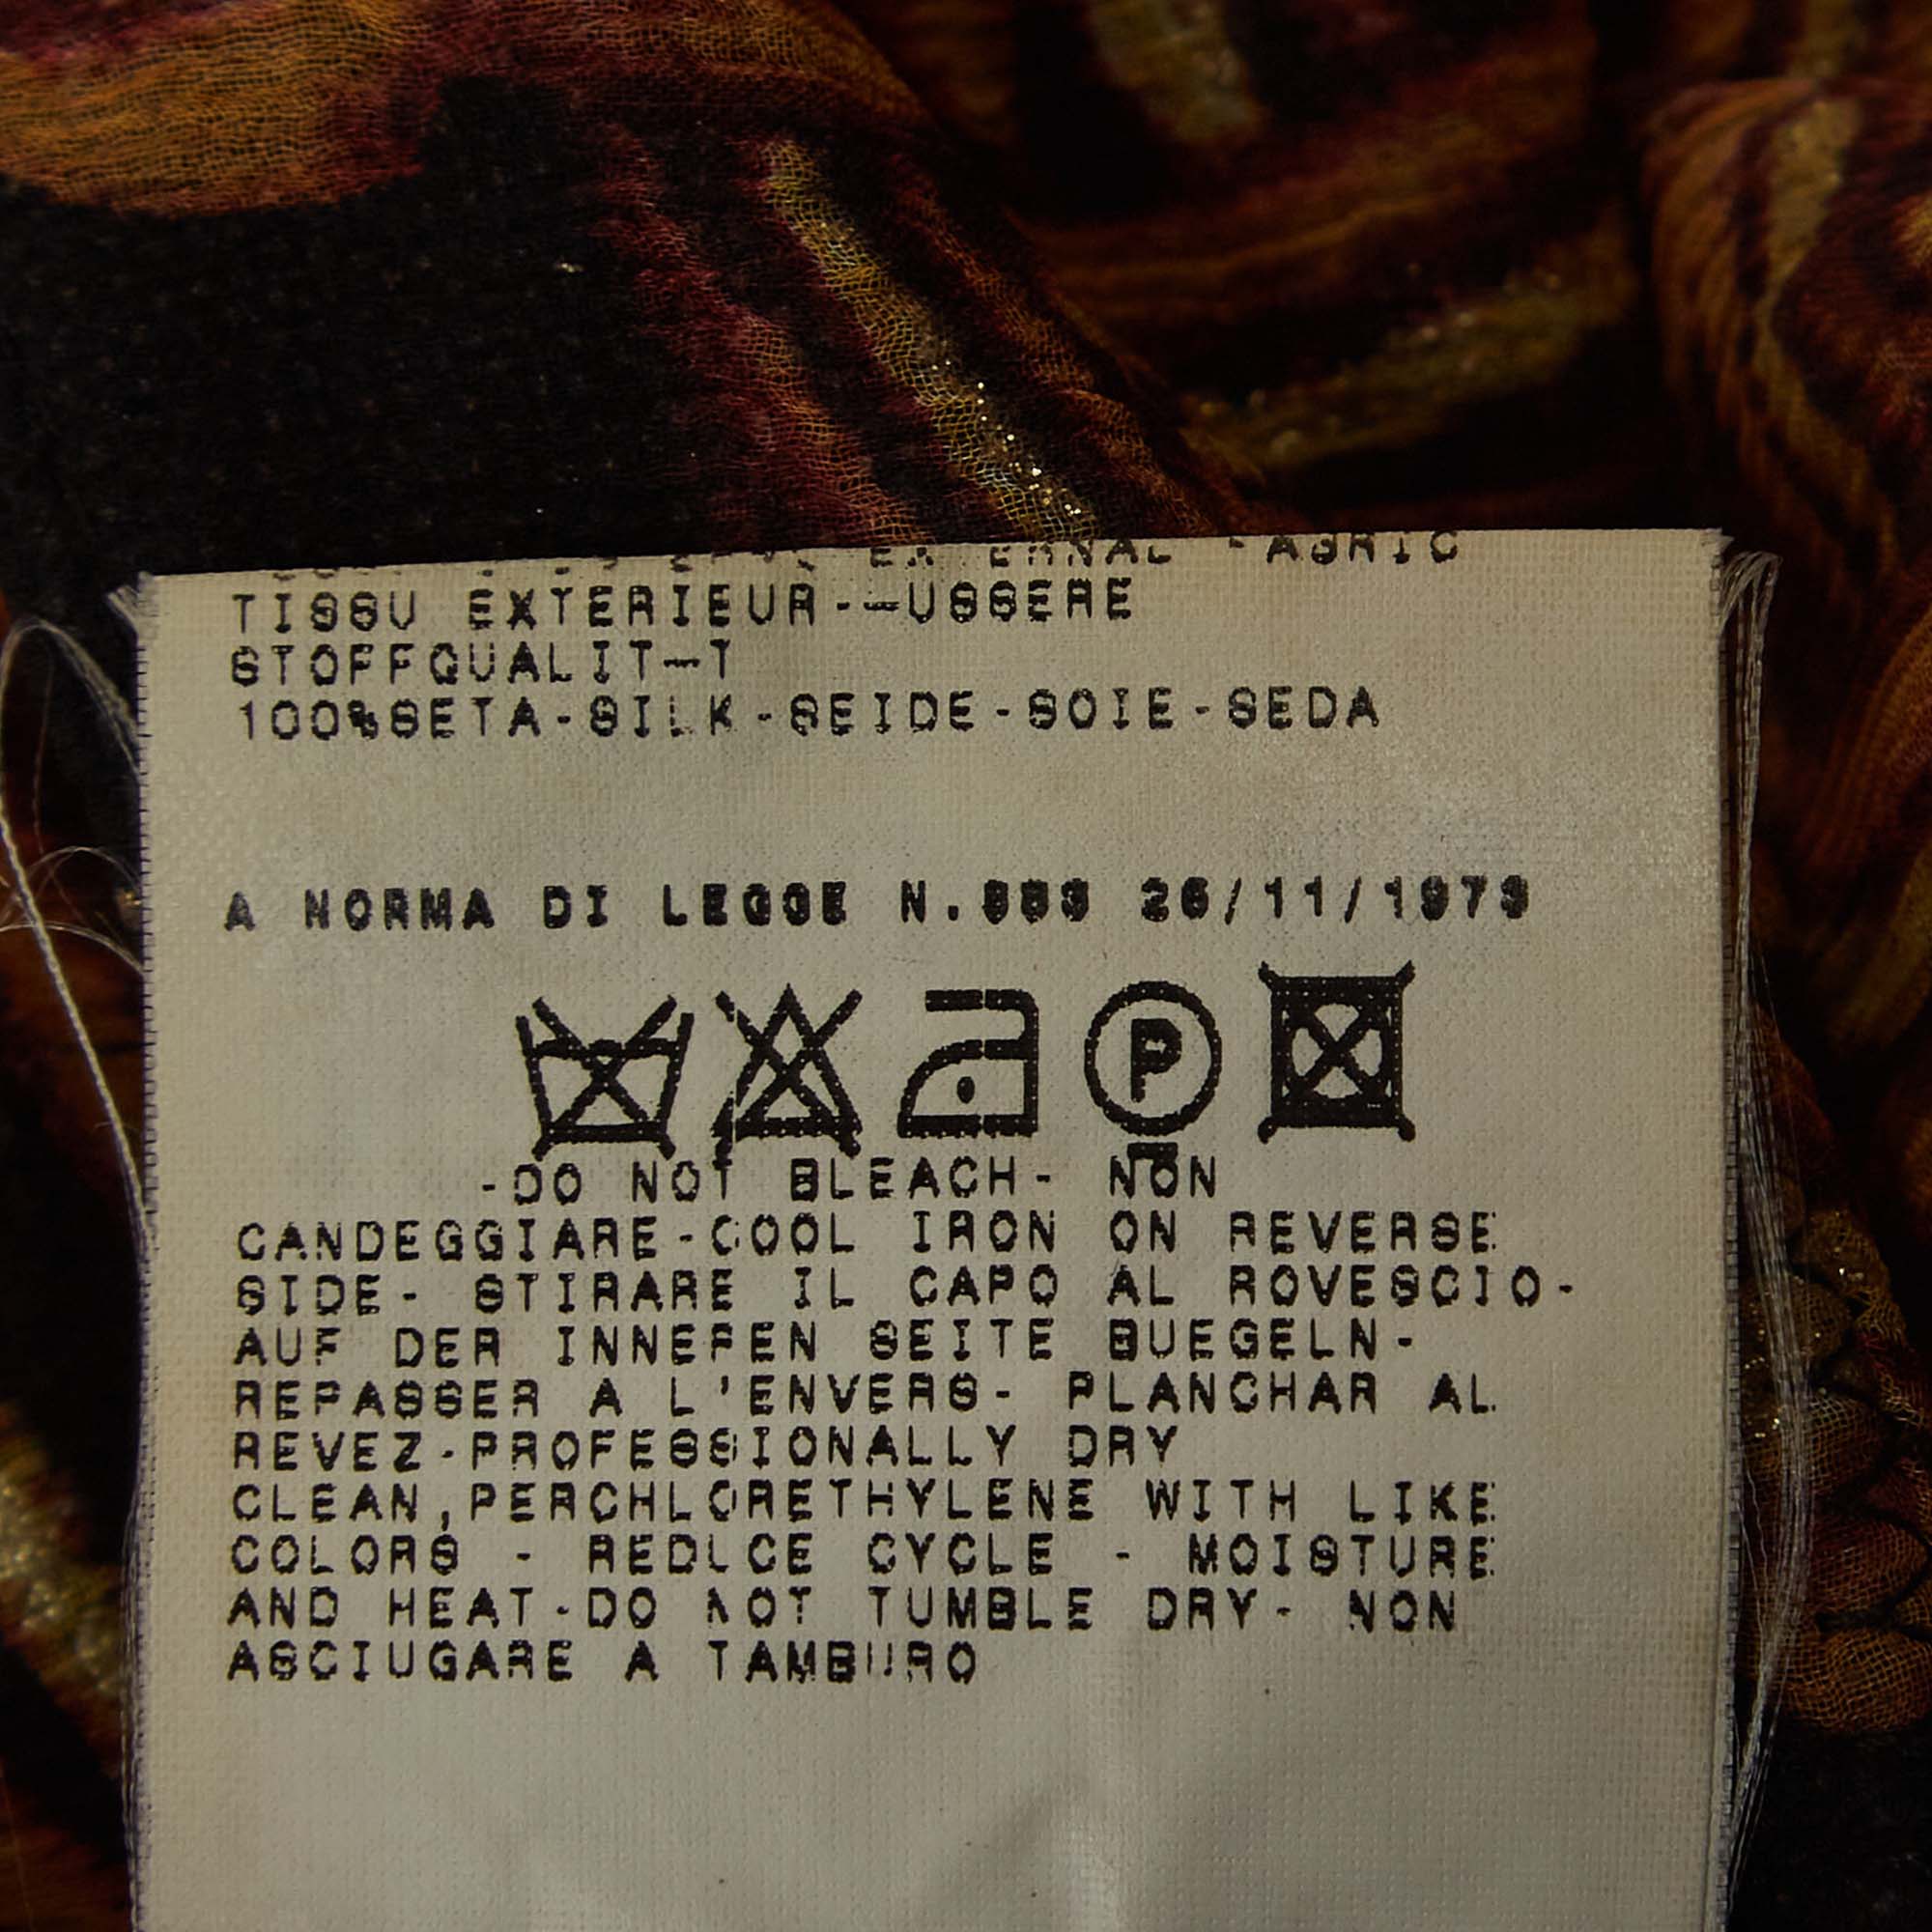 TISSU EXTERIEUR-—USSERE
STOFFQUALIT—T
100%SETA-SILK-SEIDE-SOIE-SEDA
A NORMA DI LEGGE N.883 26/11/1973
P
-DO NOT BLEACH- NON
CANDEGGIARE-COOL IRON ON REVERSE
SIDE- STIRARE IL CAPO AL ROVESCIO-
AUF DER INNEREN SEITE BUEGELN-
REPASSER A L'ENVERS- PLANCHAR AL
REVEZ-PROFESSIONALLY DRY
CLEAN,PERCHLORETHYLENE WITH LIKE
COLORS - REDUCE CYCLE - MOISTURE
AND HEAT-DO NOT TUMBLE DRY- NON
ASCIUGARE A TAMBURO